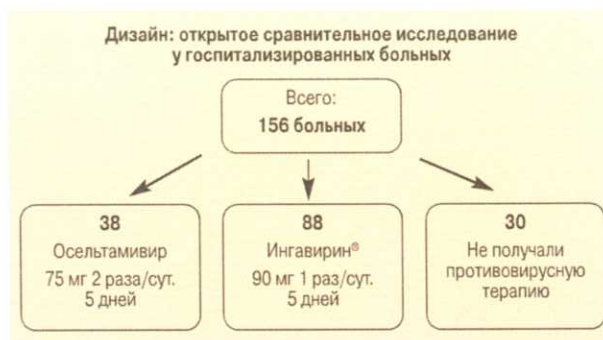 Дизайн: открытое сравнительное исследование
у госпитализированных больных
Всего:
156 больных
38
Осельтамивир
75 мг 2 раза/сут.
5 дней
88
Ингавирин®
90 мг 1 раз/сут.
5 дней
30
Не получали
противовирусную
терапию